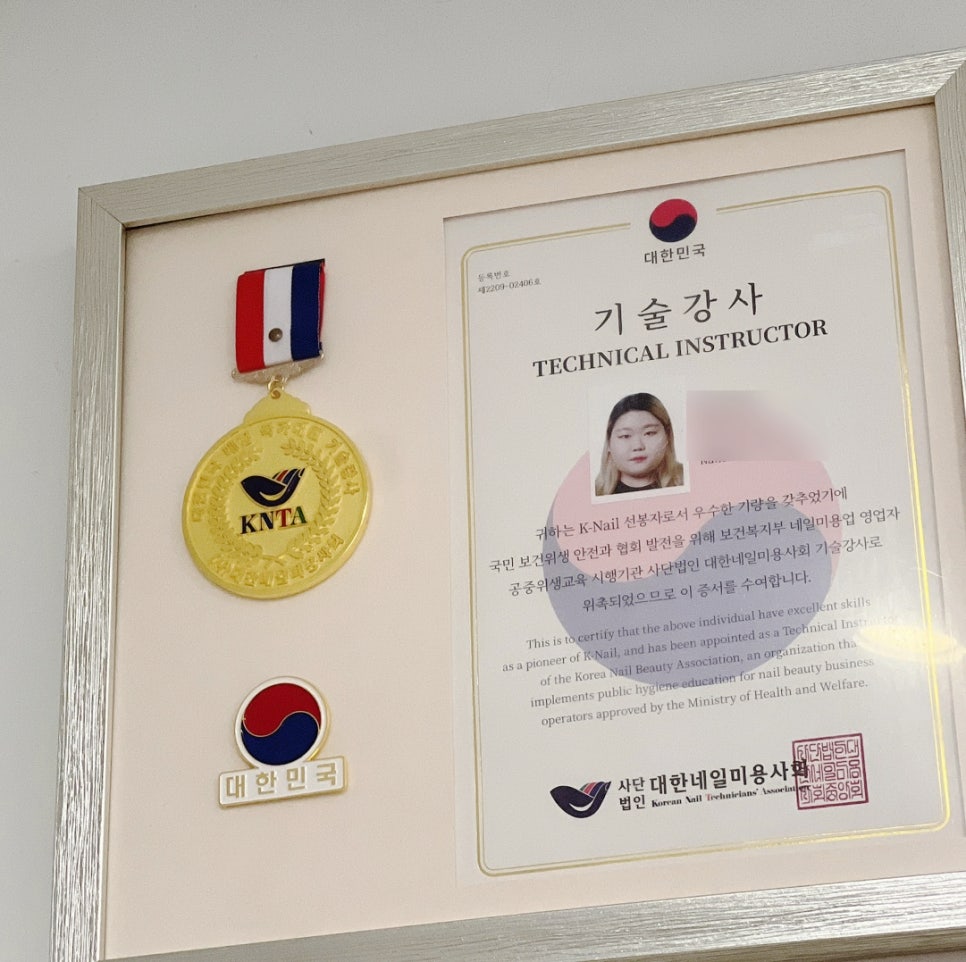 KNTA
대한민국
대한민국
등록번호
제2209-02406호
기술강사
TECHNICAL INSTRUCTOR
귀하는 K-Nail 선봉자로서 우수한 기량을 갖추었기에
국민 보건위생 안전과 협회 발전을 위해 보건복지부 네일미용업 영업자
공중위생교육 시행기관 사단법인 대한네일미용사회 기술강사로
위촉되었으므로 이 증서를 수여합니다.
This is to certify that the above individual have excellent skills
as a pioneer of K-Nail, and has been appointed as a Technical Instructor
of the Korea Nail Beauty Association, an organization that
implements public hygiene education for nail beauty business
operators approved by the Ministry of Health and Welfare.
사단법인 대한네일미용사회
Korean Nail Technicians' Association